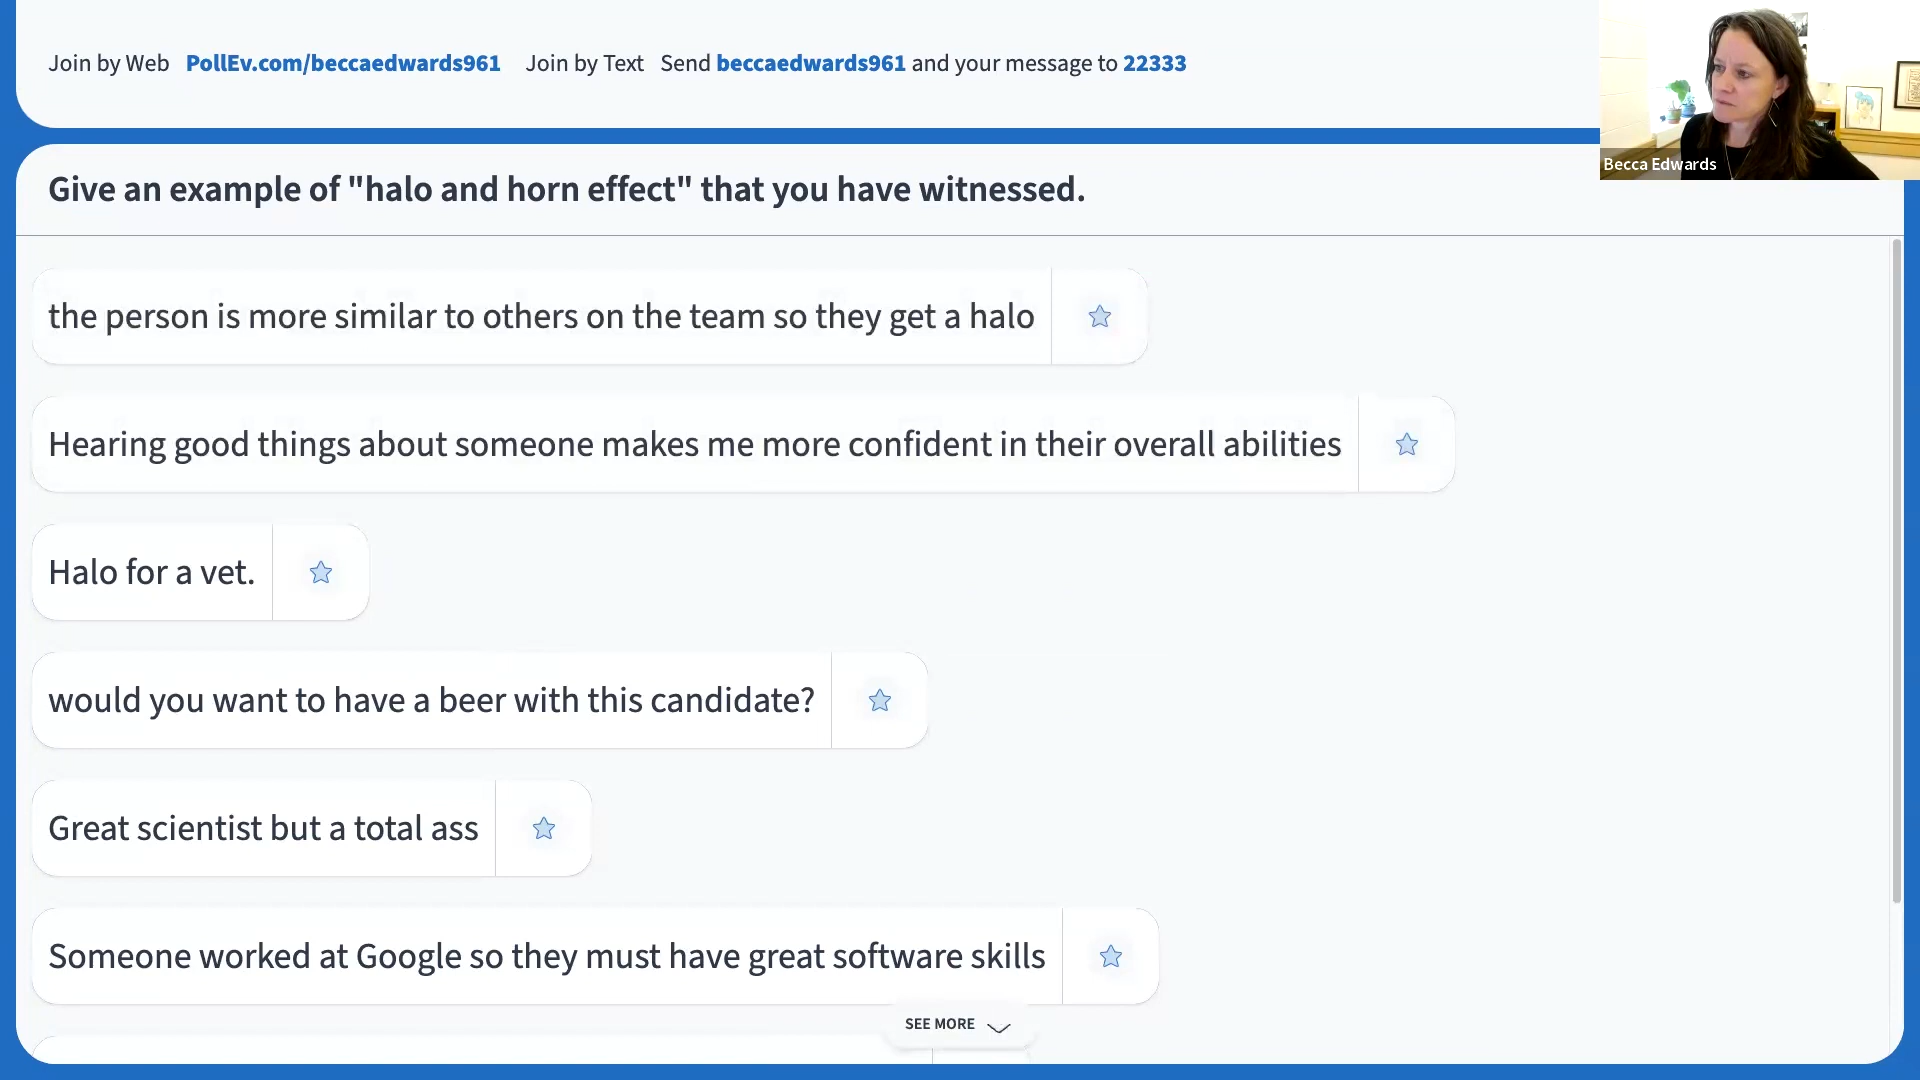 Join by Web PollEv.com/beccaedwards961 Join by Text Send beccaedwards961 and your message to 22333
Becca Edwards
Give an example of "halo and horn effect" that you have witnessed.
the person is more similar to others on the team so they get a halo
Hearing good things about someone makes me more confident in their overall abilities
Halo for a vet.
would you want to have a beer with this candidate?
Great scientist but a total ass
Someone worked at Google so they must have great software skills
SEE MORE